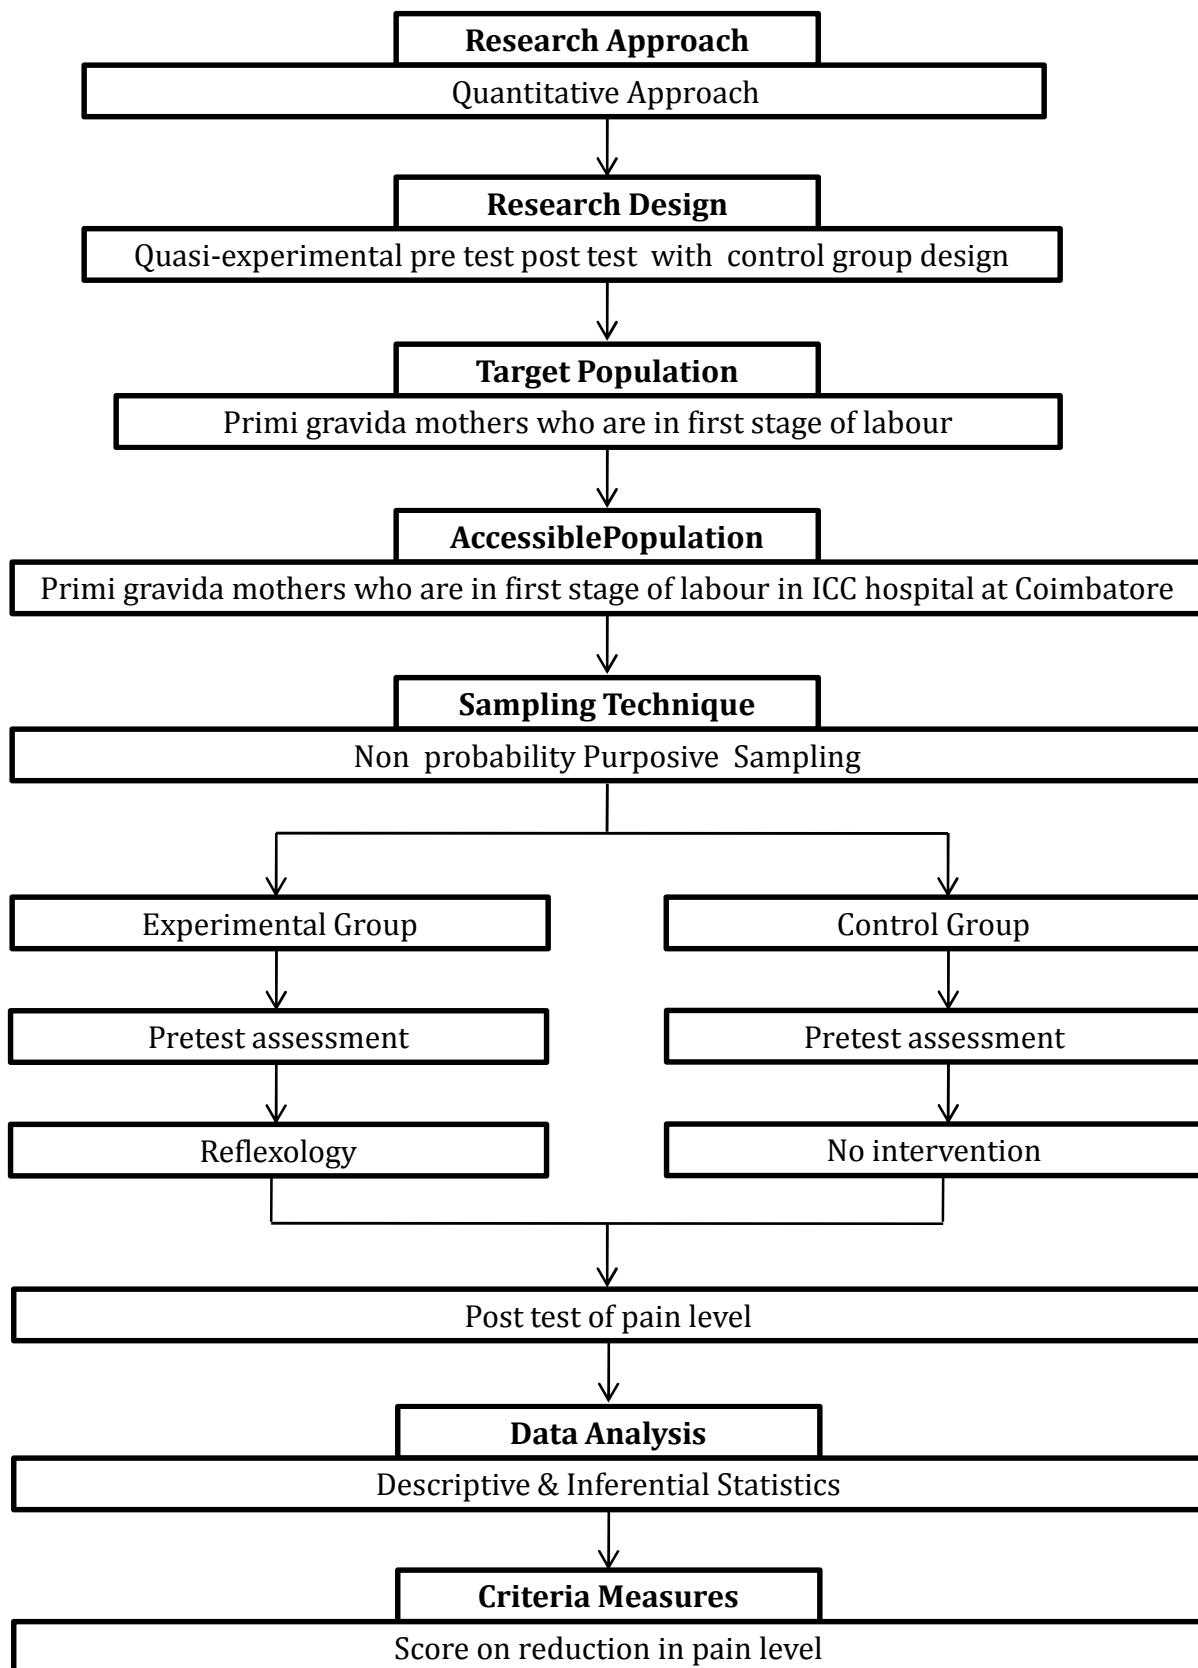 Research Approach
Quantitative Approach
Research Design
Quasi-experimental pre test post test  with  control group design
Target Population
Primi gravida mothers who are in first stage of labour
AccessiblePopulation
Primi gravida mothers who are in first stage of labour in ICC hospital at Coimbatore
Sampling Technique
Non  probability Purposive  Sampling
Experimental Group
Control Group
Pretest assessment
Pretest assessment
Reflexology
No intervention
Post test of pain level
Data Analysis
Descriptive & Inferential Statistics
Criteria Measures
Score on reduction in pain level